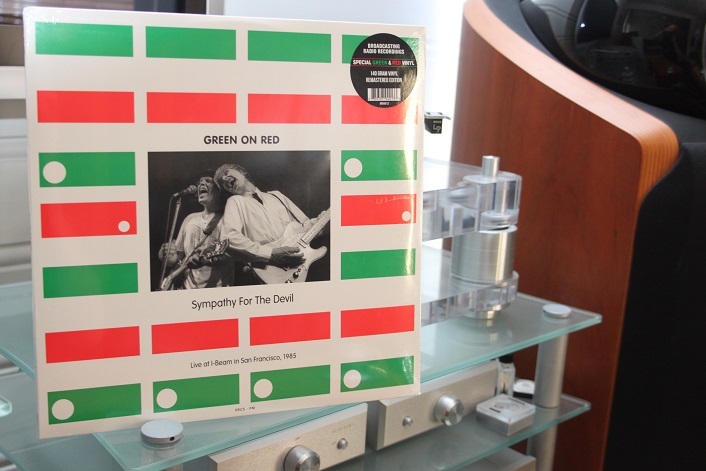 BROADCASTING
RADIO RECORDINGS
SPECIAL GREEN & RED VINYL
140 GRAM VINYL
REMASTERED EDITION
GREEN ON RED
Sympathy For The Devil
Live at I-Beam in San Francisco, 1985